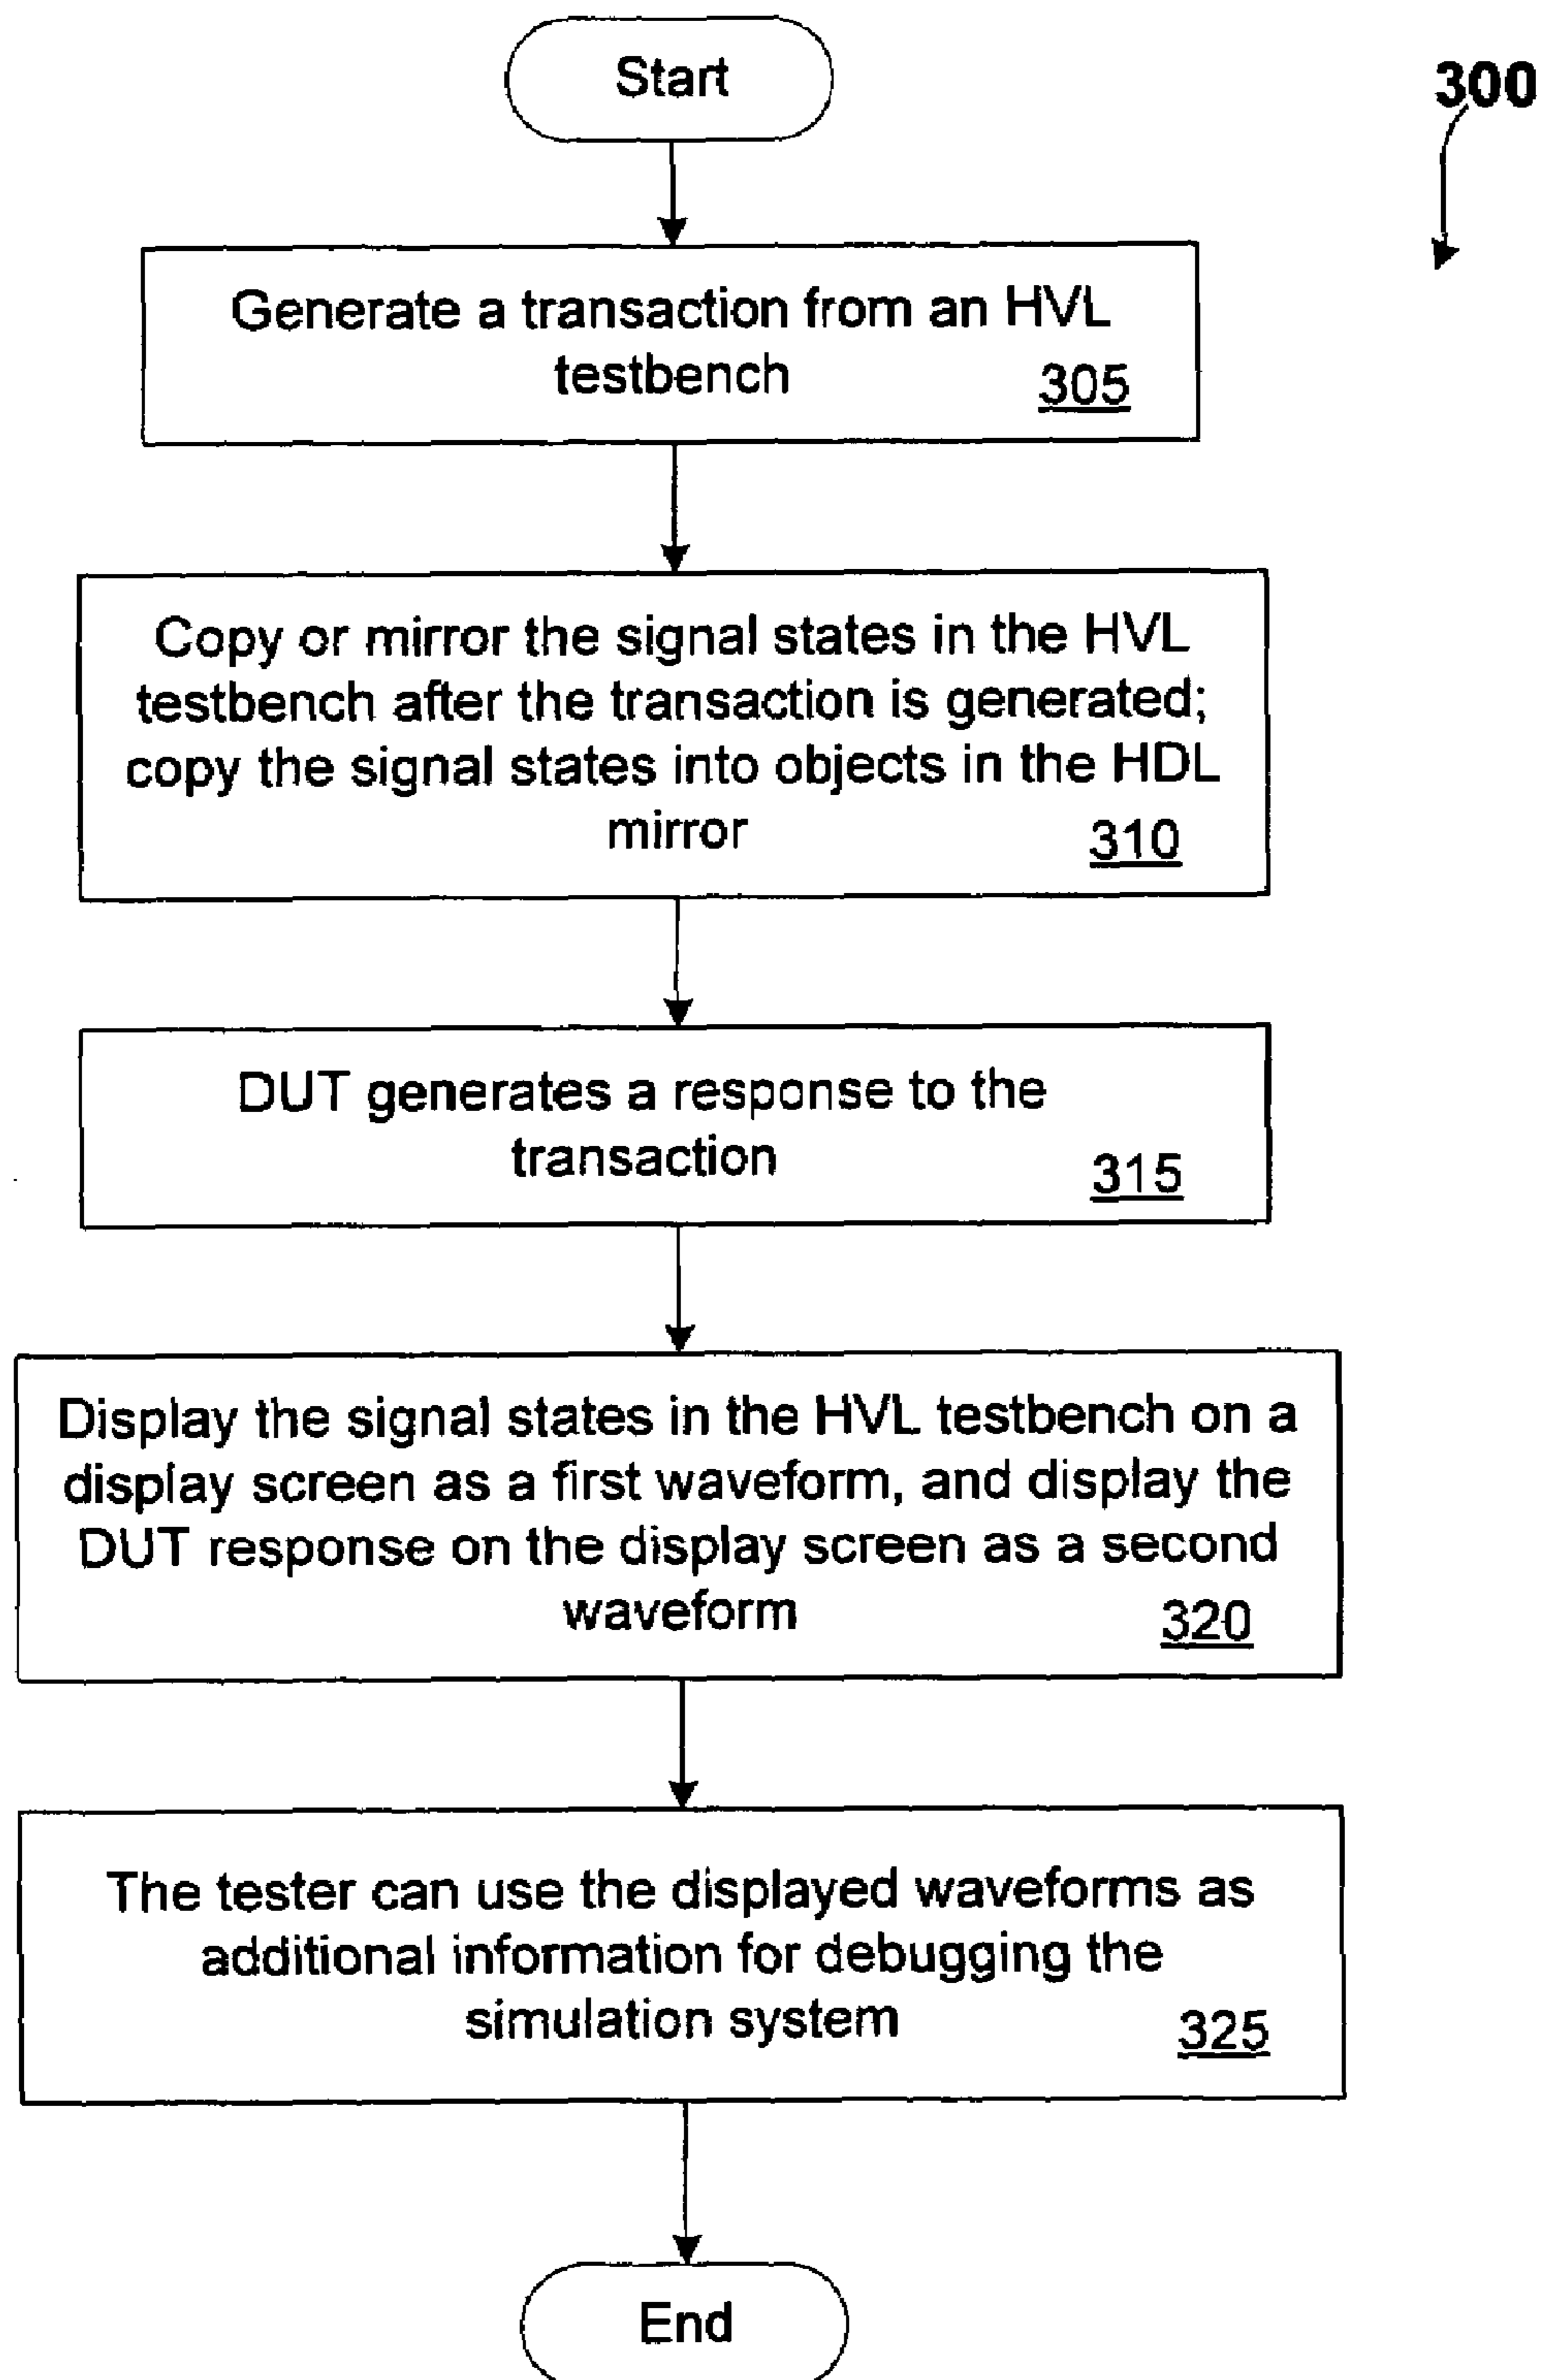 Start
300
Generate a transaction from an HVL
testbench
305
Copy or mirror the signal states in the HVL
testbench after the transaction is generated;
copy the signal states into objects in the HDL
mirror
310
DUT generates a response to the
transaction
315
Display the signal states in the HVL testbench on a
display screen as a first waveform, and display the
DUT response on the display screen as a second
waveform
320
The tester can use the displayed waveforms as
additional information for debugging the
simulation system
325
End